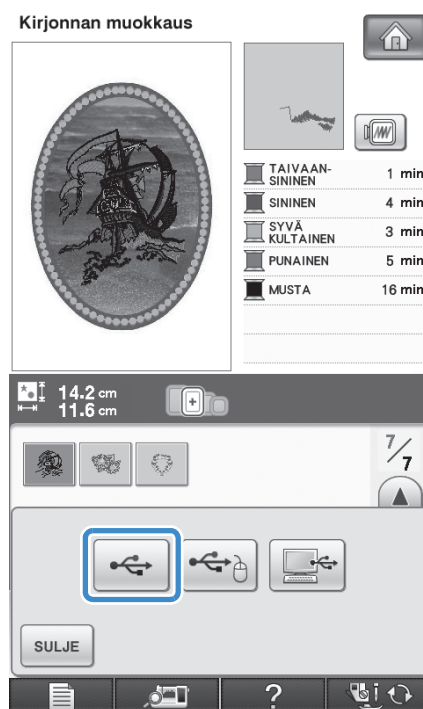 Kirjonnan muokkaus
TAIVAAN-
SININEN
1 min
SININEN
4 min
SYVÄ
KULTAINEN
3 min
PUNAINEN
5 min
MUSTA
16 min
14.2 cm
11.6 cm
7/7
SULJE
?